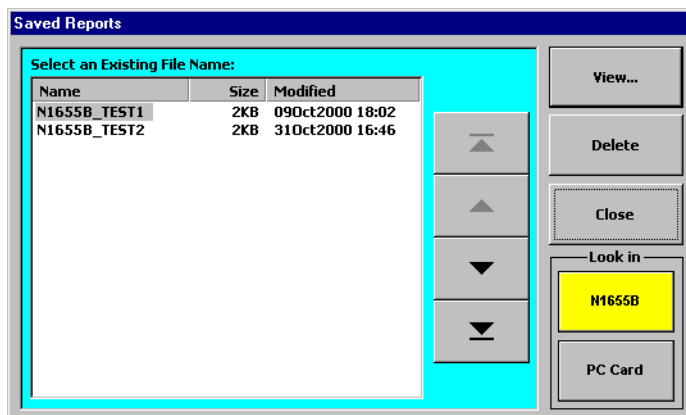 Saved Reports
Select an Existing File Name:
Name Size Modified
N1655B_TEST1 2KB 09Oct2000 18:02
N1655B_TEST2 2KB 31Oct2000 16:46
View...
Delete
Close
Look in
N1655B
PC Card